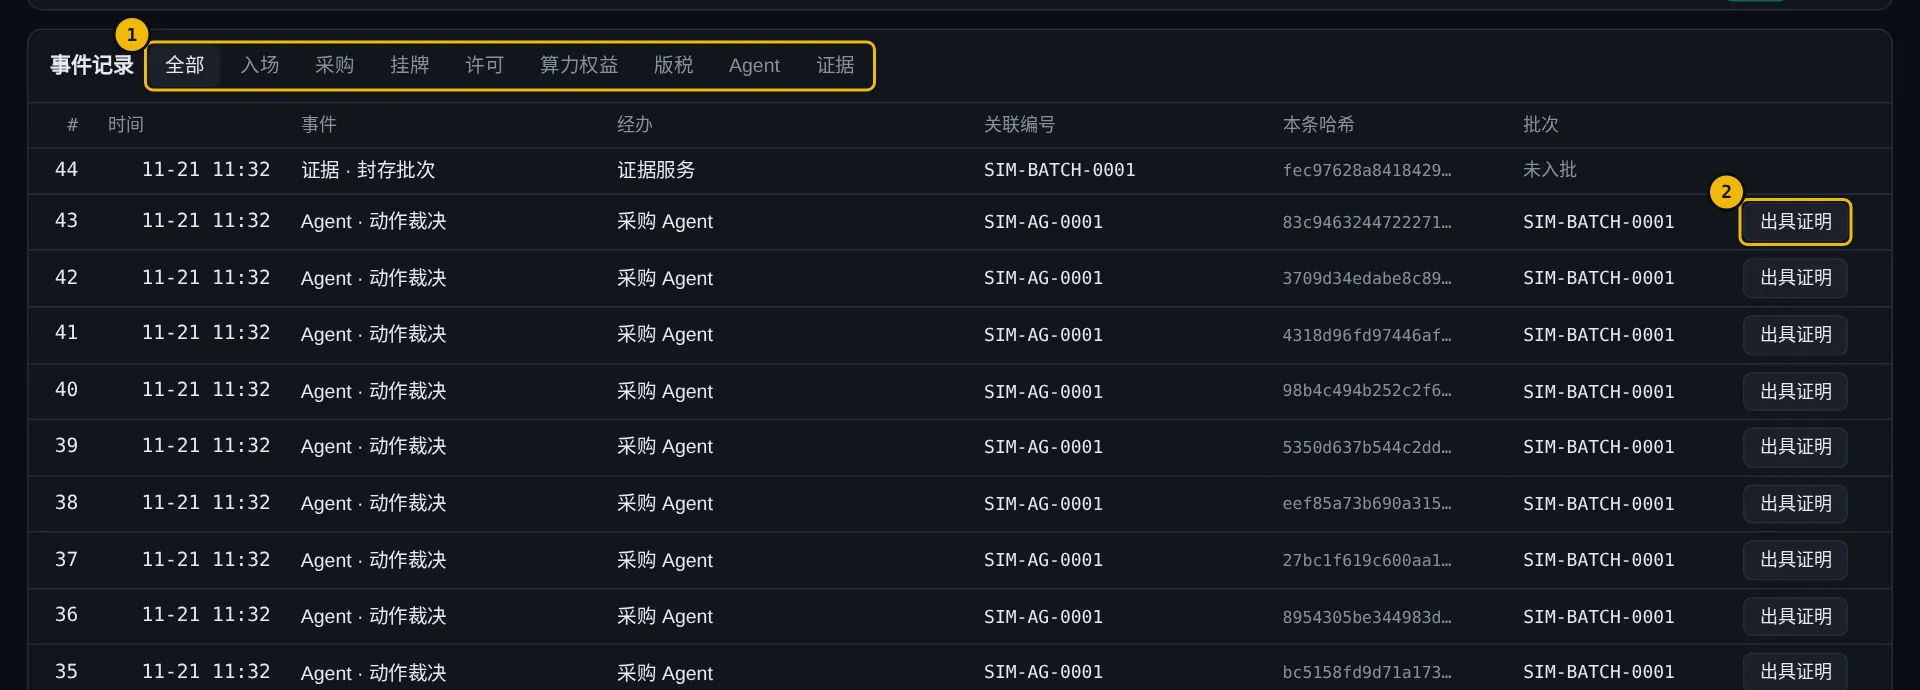 1
事件记录 全部 入场 采购 挂牌 许可 算力权益 版税 Agent 证据
# 时间 事件 经办 关联编号 本条哈希 批次
44 11-21 11:32 证据 · 封存批次 证据服务 SIM-BATCH-0001 fec97628a8418429… 未入批
2
43 11-21 11:32 Agent · 动作裁决 采购 Agent SIM-AG-0001 83c9463244722271… SIM-BATCH-0001 出具证明
42 11-21 11:32 Agent · 动作裁决 采购 Agent SIM-AG-0001 3709d34edabe8c89… SIM-BATCH-0001 出具证明
41 11-21 11:32 Agent · 动作裁决 采购 Agent SIM-AG-0001 4318d96fd97446af… SIM-BATCH-0001 出具证明
40 11-21 11:32 Agent · 动作裁决 采购 Agent SIM-AG-0001 98b4c494b252c2f6… SIM-BATCH-0001 出具证明
39 11-21 11:32 Agent · 动作裁决 采购 Agent SIM-AG-0001 5350d637b544c2dd… SIM-BATCH-0001 出具证明
38 11-21 11:32 Agent · 动作裁决 采购 Agent SIM-AG-0001 eef85a73b690a315… SIM-BATCH-0001 出具证明
37 11-21 11:32 Agent · 动作裁决 采购 Agent SIM-AG-0001 27bc1f619c600aa1… SIM-BATCH-0001 出具证明
36 11-21 11:32 Agent · 动作裁决 采购 Agent SIM-AG-0001 8954305be344983d… SIM-BATCH-0001 出具证明
35 11-21 11:32 Agent · 动作裁决 采购 Agent SIM-AG-0001 bc5158fd9d71a173… SIM-BATCH-0001 出具证明